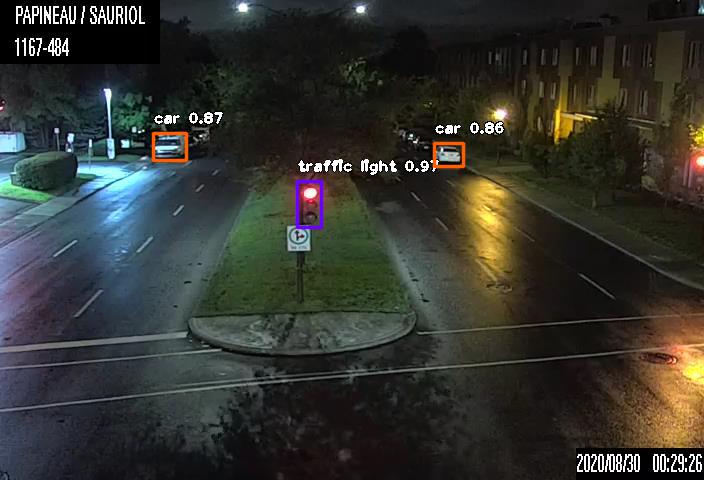 PAPINEAU / SAURIOL
1167-484
car 0.87
car 0.86
traffic light 0.97
2020/08/30 00:29:26